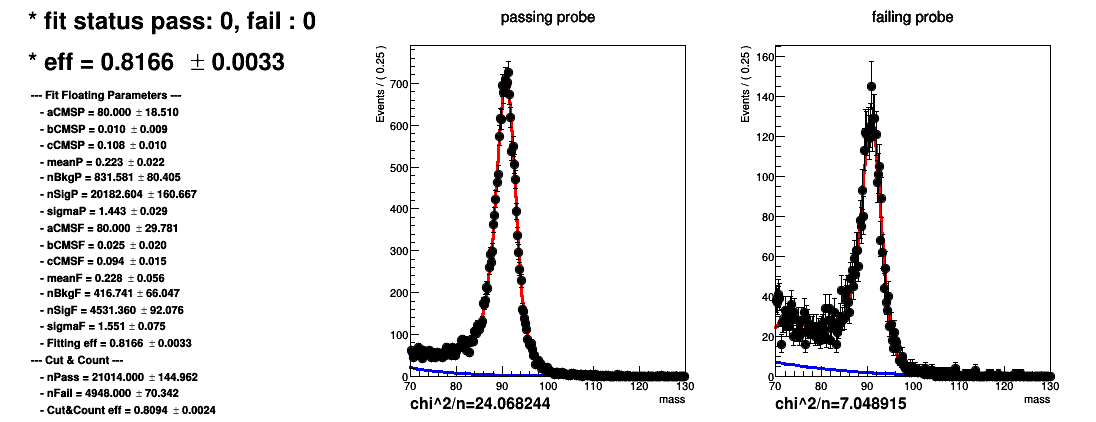 * fit status pass: 0, fail : 0
* eff = 0.8166 ± 0.0033
--- Fit Floating Parameters ---
- aCMSP = 80.000 ± 18.510
- bCMSP = 0.010 ± 0.009
- cCMSP = 0.108 ± 0.010
- meanP = 0.223 ± 0.022
- nBkgP = 831.581 ± 80.405
- nSigP = 20182.604 ± 160.667
- sigmaP = 1.443 ± 0.029
- aCMSF = 80.000 ± 29.781
- bCMSF = 0.025 ± 0.020
- cCMSF = 0.094 ± 0.015
- meanF = 0.228 ± 0.056
- nBkgF = 416.741 ± 66.047
- nSigF = 4531.360 ± 92.076
- sigmaF = 1.551 ± 0.075
- Fitting eff = 0.8166 ± 0.0033
--- Cut & Count ---
- nPass = 21014.000 ± 144.962
- nFail = 4948.000 ± 70.342
- Cut&Count eff = 0.8094 ± 0.0024
passing probe
Events / ( 0.25 )
700
600
500
400
300
200
100
0
70 80 90 100 110 120 130
mass
chi^2/n=24.068244
failing probe
Events / ( 0.25 )
160
140
120
100
80
60
40
20
0
70 80 90 100 110 120 130
mass
chi^2/n=7.048915